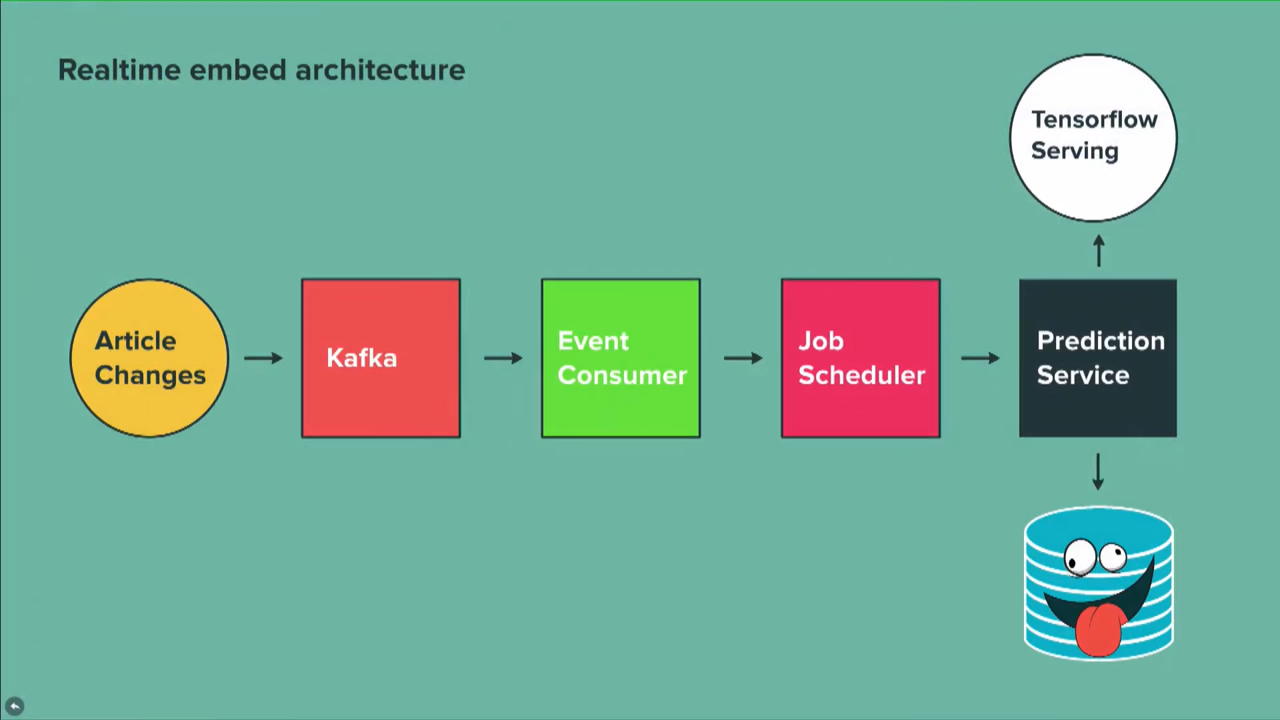 Realtime embed architecture
Tensorflow
Serving
Article
Changes
Kafka
Event
Consumer
Job
Scheduler
Prediction
Service